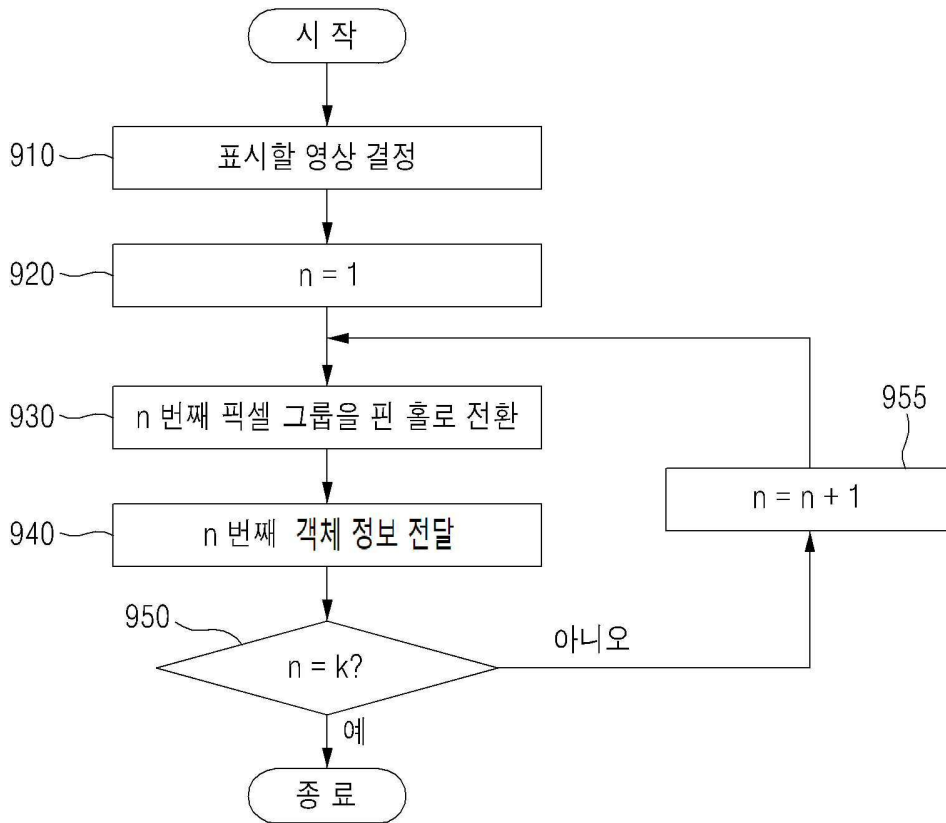 시 작
910
표시할 영상 결정
920
n = 1
930
n 번째 픽셀 그룹을 핀 홀로 전환
955
n = n + 1
940
n 번째 객체 정보 전달
950
n = k?
아니오
예
종 료